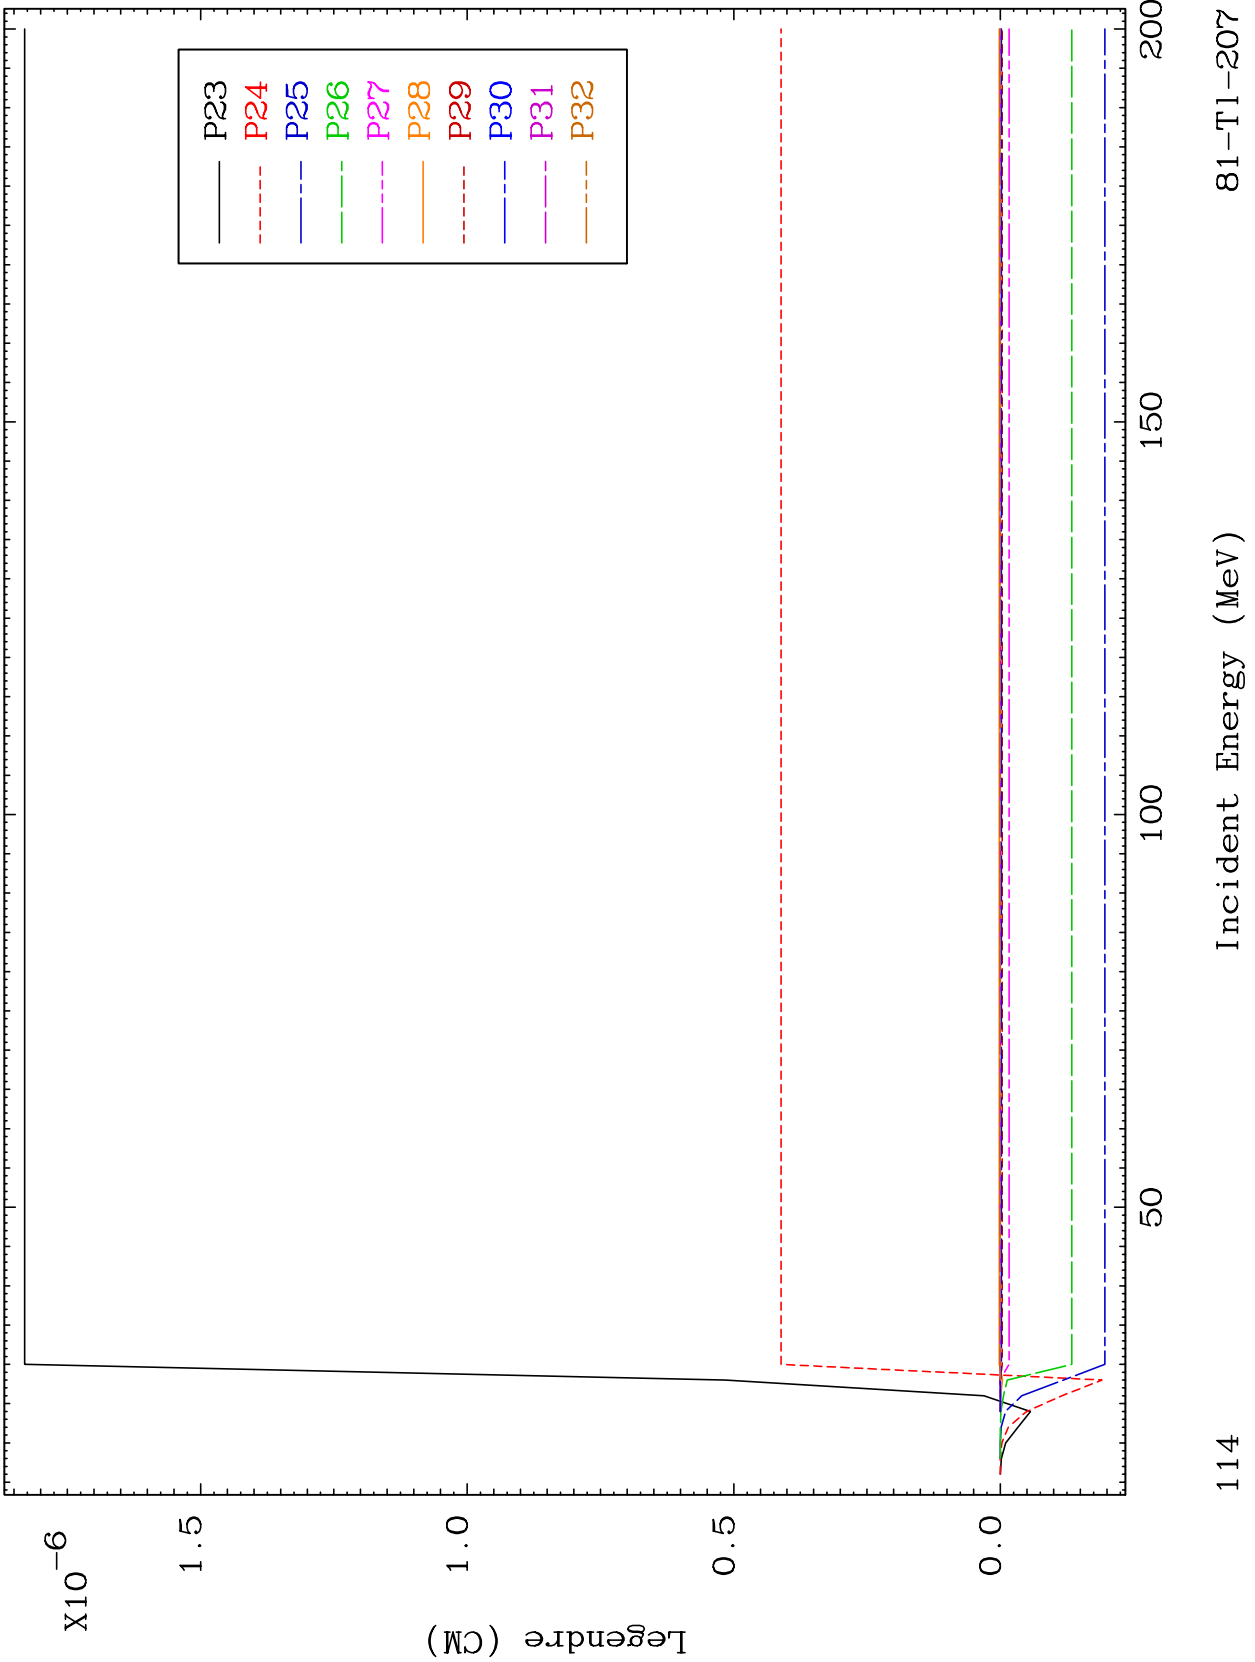 X10-6
Legendre (CM)
1.5
1.0
0.5
0.0
P23
P24
P25
P26
P27
P28
P29
P30
P31
P32
50
100
150
200
Incident Energy (MeV)
114
81-Tl-207